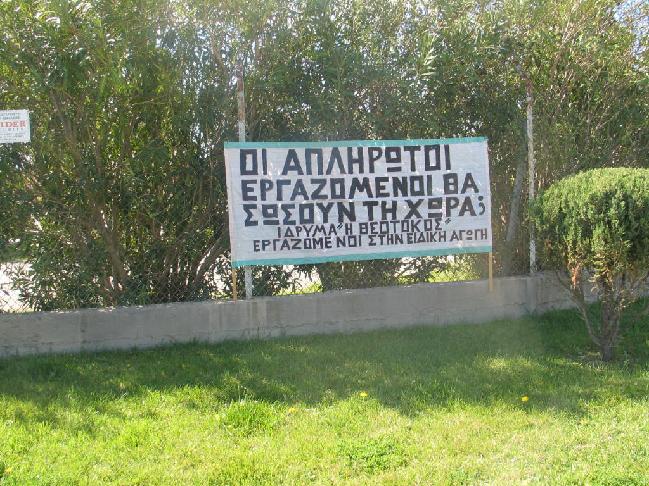 ΟΙ ΑΠΛΗΡΩΤΟΙ
ΕΡΓΑΖΟΜΕΝΟΙ ΘΑ
ΣΩΣΟΥΝ ΤΗ ΧΩΡΑ;
ΙΔΡΥΜΑ "Η ΘΕΟΤΟΚΟΣ"
ΕΡΓΑΖΟΜΕΝΟΙ ΣΤΗΝ ΕΙΔΙΚΗ ΑΓΩΓΗ